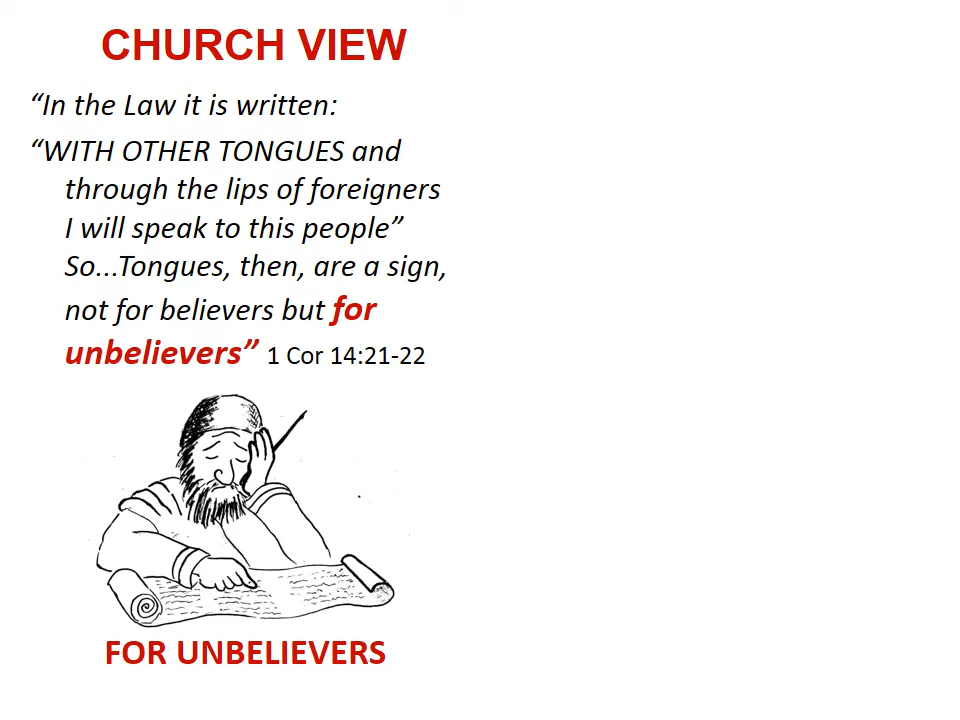 CHURCH VIEW
“In the Law it is written:
“WITH OTHER TONGUES and
through the lips of foreigners
I will speak to this people”
So...Tongues, then, are a sign,
not for believers but for
unbelievers” 1 Cor 14:21-22
FOR UNBELIEVERS